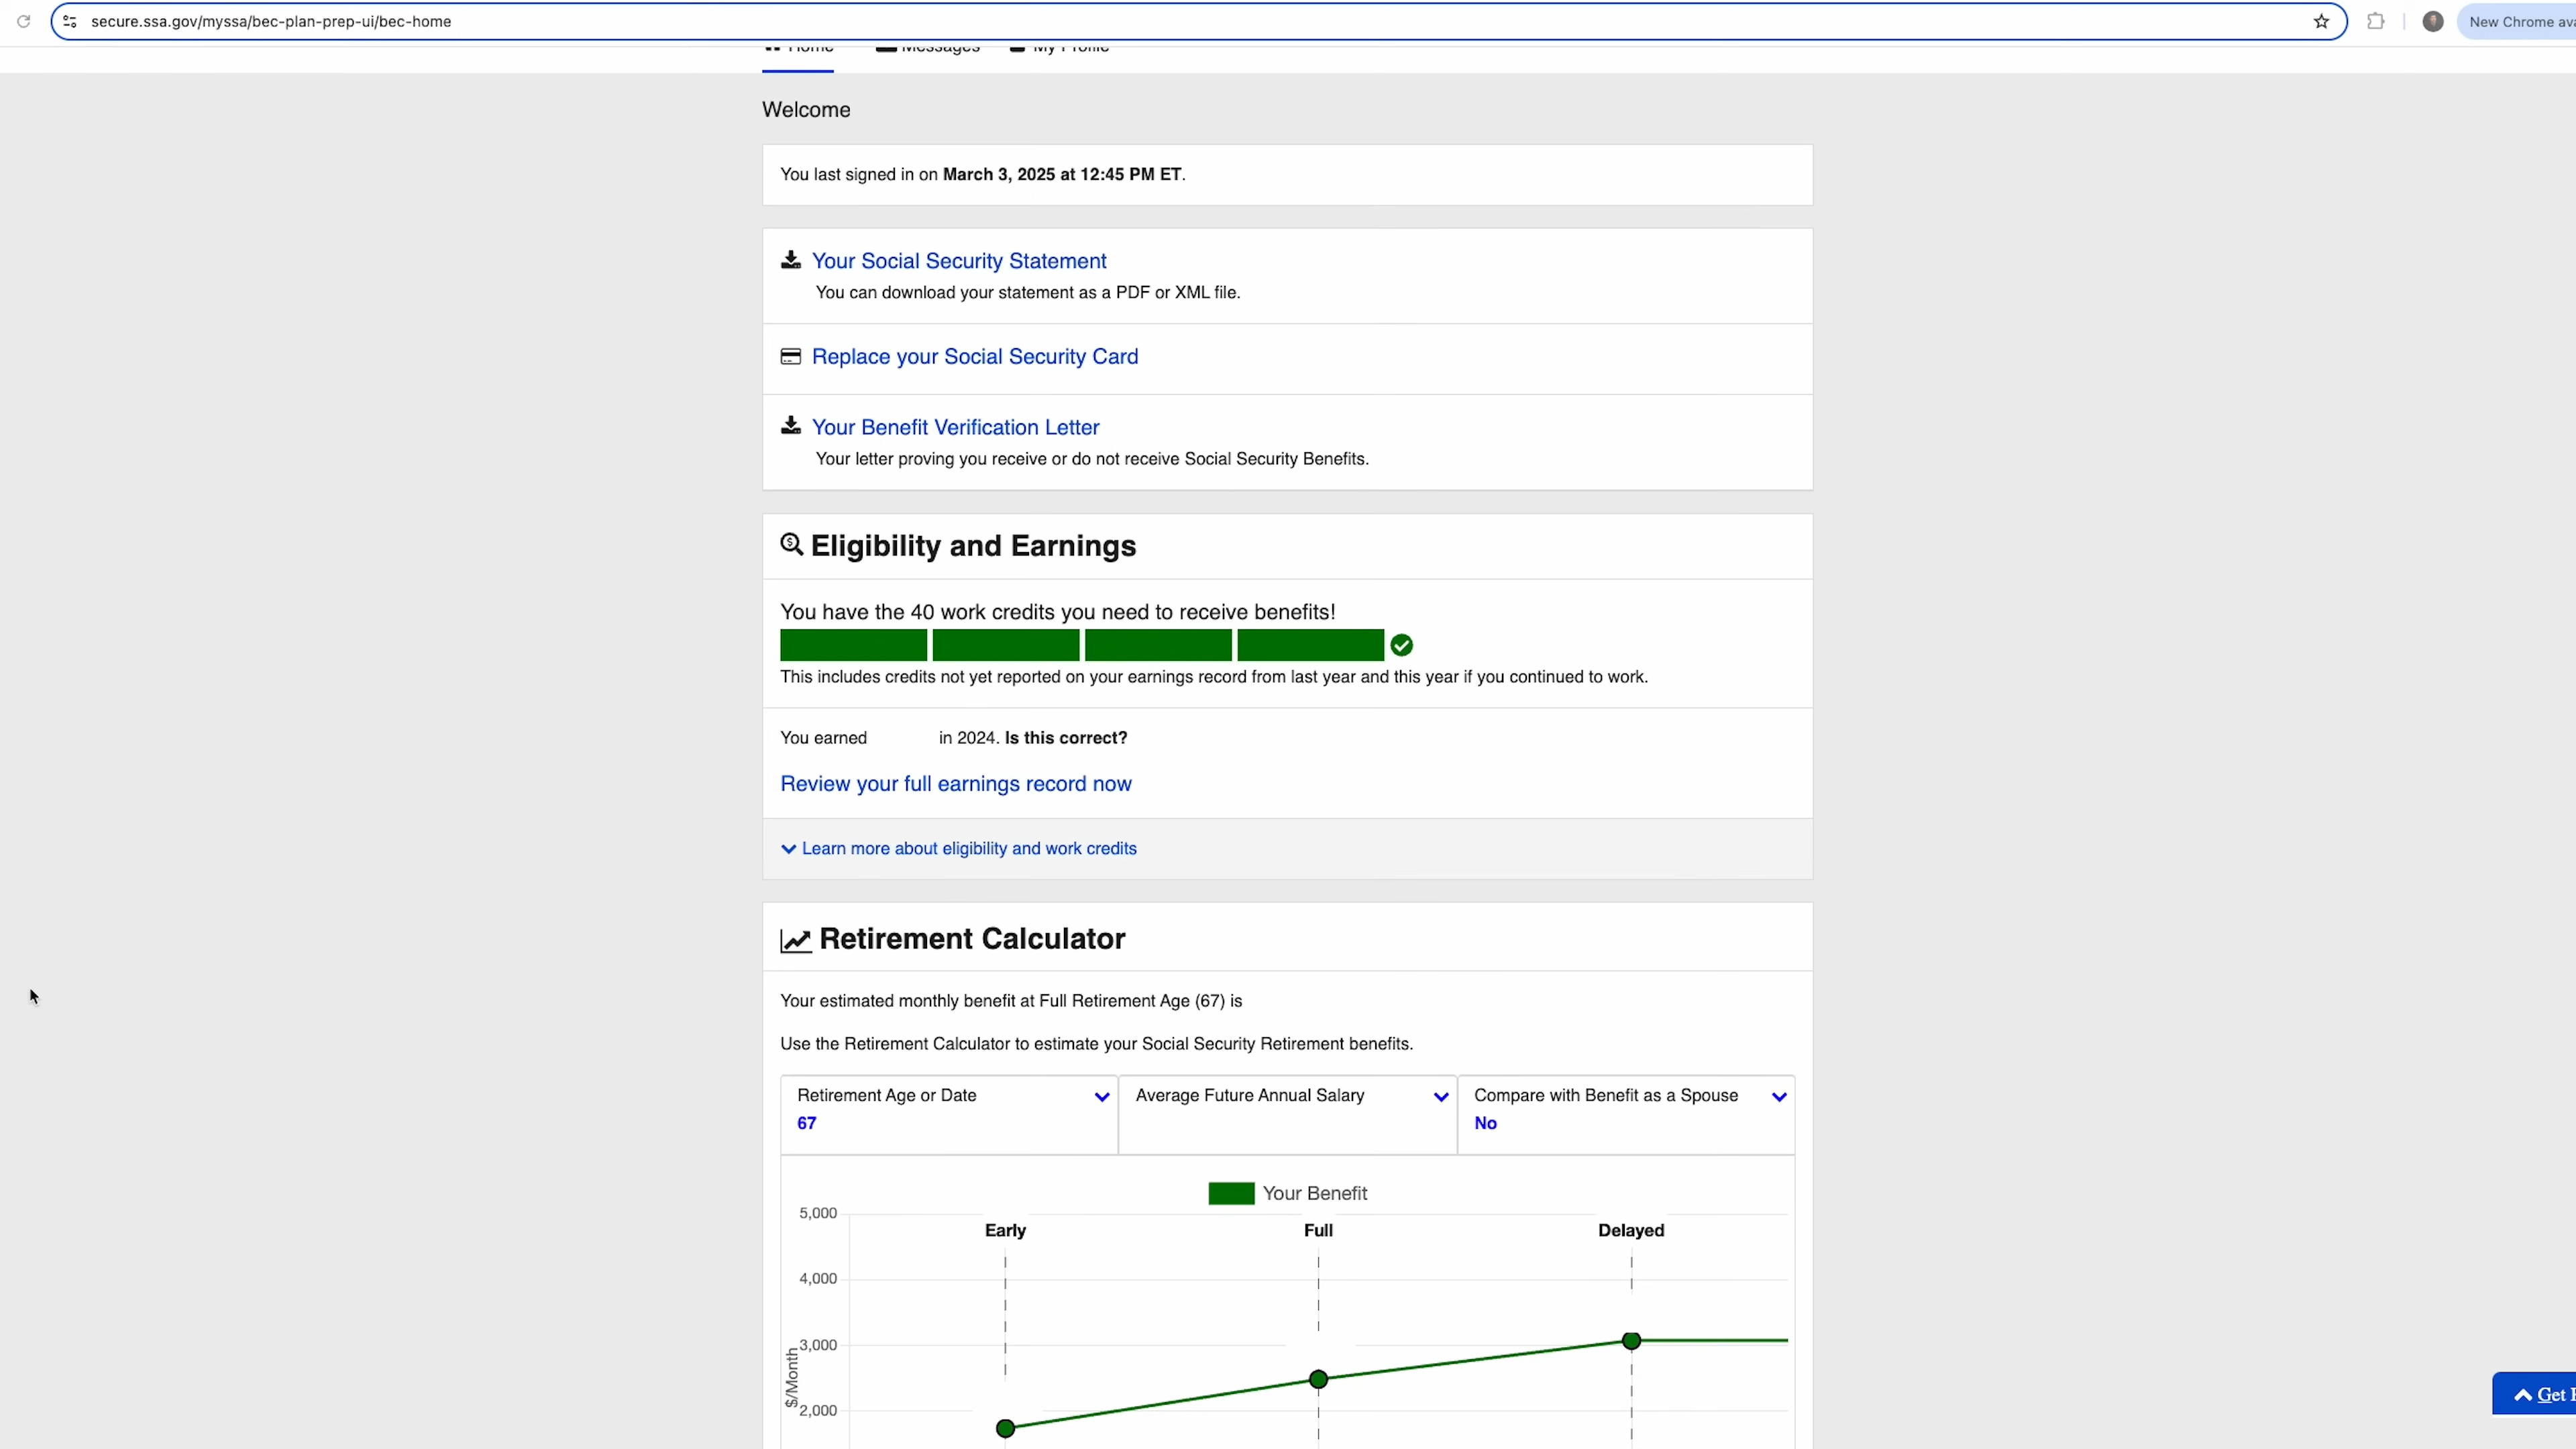 secure.ssa.gov/myssa/bec-plan-prep-ui/bec-home
New Chrome
Home Messages My Profile
Welcome
You last signed in on March 3, 2025 at 12:45 PM ET.
Your Social Security Statement
You can download your statement as a PDF or XML file.
Replace your Social Security Card
Your Benefit Verification Letter
Your letter proving you receive or do not receive Social Security Benefits.
Eligibility and Earnings
You have the 40 work credits you need to receive benefits!
This includes credits not yet reported on your earnings record from last year and this year if you continued to work.
You earned in 2024. Is this correct?
Review your full earnings record now
Learn more about eligibility and work credits
Retirement Calculator
Your estimated monthly benefit at Full Retirement Age (67) is
Use the Retirement Calculator to estimate your Social Security Retirement benefits.
Retirement Age or Date Average Future Annual Salary Compare with Benefit as a Spouse
67 No
Your Benefit
5,000
Early Full Delayed
4,000
3,000
$/Month
2,000
Get